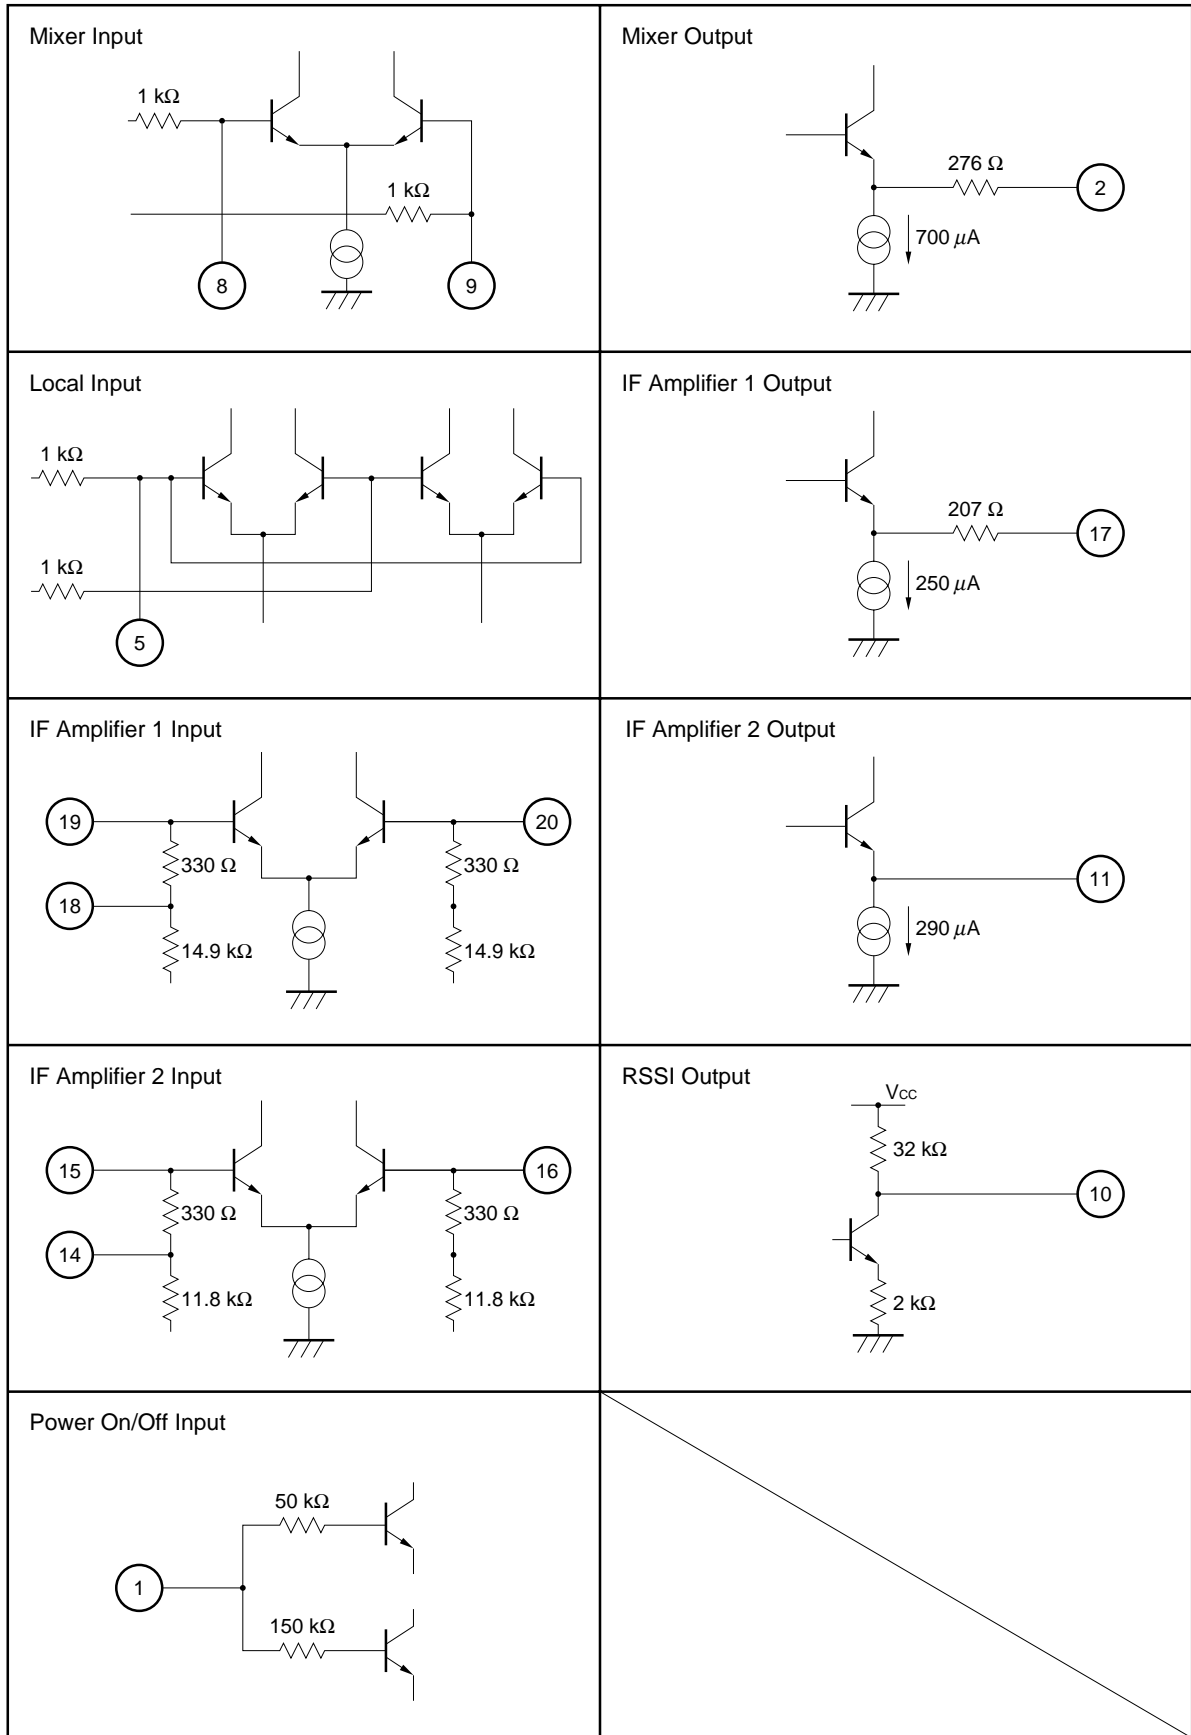 Mixer Input
1 kΩ
1 kΩ
8
9
Mixer Output
276 Ω
2
700 μA
Local Input
1 kΩ
1 kΩ
5
IF Amplifier 1 Output
207 Ω
17
250 μA
IF Amplifier 1 Input
19
20
330 Ω
330 Ω
18
14.9 kΩ
14.9 kΩ
IF Amplifier 2 Output
11
290 μA
IF Amplifier 2 Input
15
16
330 Ω
330 Ω
14
11.8 kΩ
11.8 kΩ
RSSI Output
VCC
32 kΩ
10
2 kΩ
Power On/Off Input
50 kΩ
1
150 kΩ